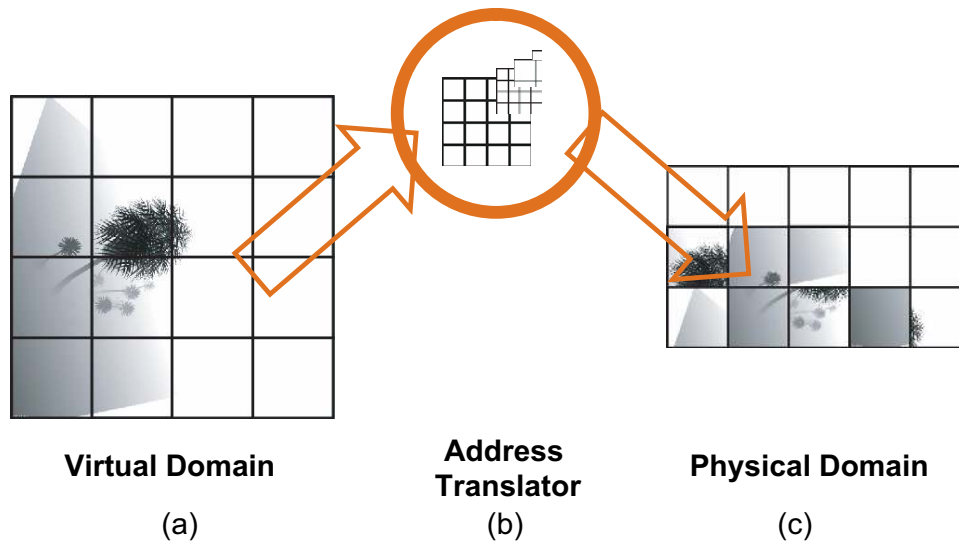 Virtual Domain
(a)
Address
Translator
(b)
Physical Domain
(c)